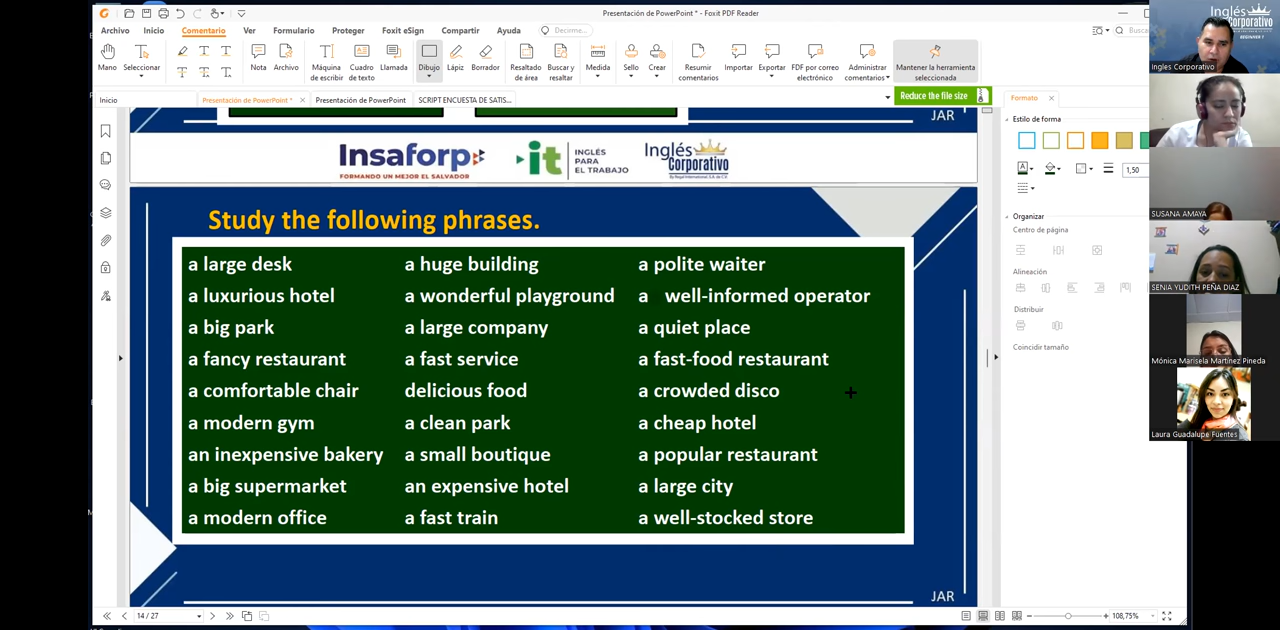 Presentación de PowerPoint * - Foxit PDF Reader
Archivo Inicio Comentario Ver Formulario Proteger Foxit eSign Compartir Ayuda Decirme...
Mano Seleccionar Nota Archivo Máquina de escribir Cuadro de texto Llamada Dibujo Lápiz Borrador Resaltado de área Buscar y resaltar Medida Sello Crear Resumir comentarios Importar Exportar FDF por correo electrónico Administrar comentarios Mantener la herramienta seleccionada
Inicio Presentación de PowerPoint * × Presentación de PowerPoint SCRIPT ENCUESTA DE SATIS... Reduce the file size
Formato
Estilo de forma
1,50
Organizar
Centro de página
Alineación
Distribuir
Coincidir tamaño
JAR
Insaforp
FORMANDO UN MEJOR EL SALVADOR
it
INGLÉS
PARA
EL TRABAJO
Inglés
Corporativo
Study the following phrases.
a large desk a huge building a polite waiter
a luxurious hotel a wonderful playground a well-informed operator
a big park a large company a quiet place
a fancy restaurant a fast service a fast-food restaurant
a comfortable chair delicious food a crowded disco
a modern gym a clean park a cheap hotel
an inexpensive bakery a small boutique a popular restaurant
a big supermarket an expensive hotel a large city
a modern office a fast train a well-stocked store
JAR
14 / 27
108,75%
Inglés
Corporativo
BEGINNER 1
Ingles Corporativo
SUSANA AMAYA
SENIA YUDITH PEÑA DIAZ
Mónica Marisela Martínez Pineda
Laura Guadalupe Fuentes